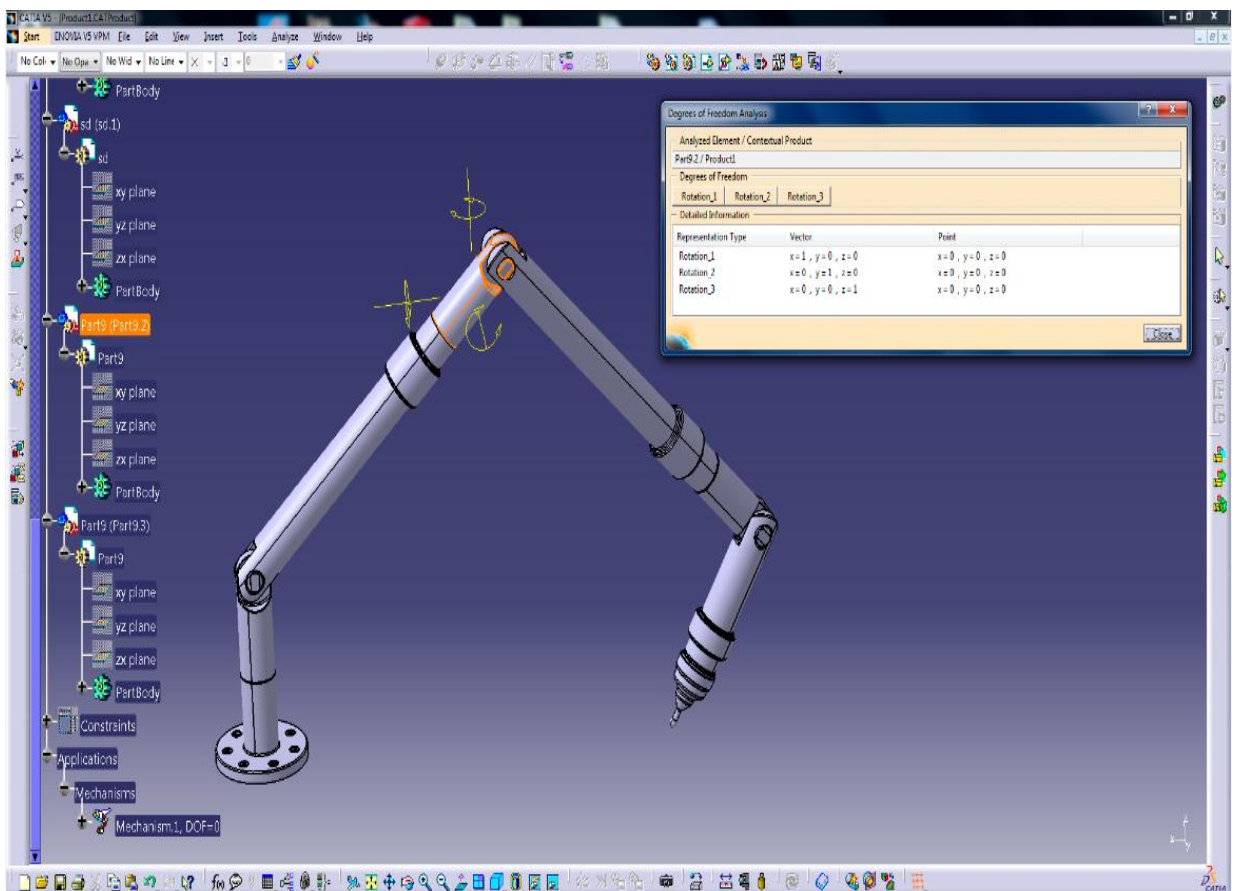 CATIA V5 - [Product1.CATProduct]
Start ENOVIA V5 VPM File Edit View Insert Tools Analyze Window Help
No Col No Opa No Wid No Line
PartBody
sd (sd.1)
sd
xy plane
yz plane
zx plane
PartBody
Part9 (Part9.2)
Part9
xy plane
yz plane
zx plane
PartBody
Part9 (Part9.3)
Part9
xy plane
yz plane
zx plane
PartBody
Constraints
Applications
Mechanisms
Mechanism.1, DOF=0
Degrees of Freedom Analysis
Analyzed Element / Contextual Product
Part9.2 / Product1
Degrees of Freedom
Rotation_1 Rotation_2 Rotation_3
Detailed Information
Representation Type Vector Point
Rotation_1 x=1 , y=0 , z=0 x=0 , y=0 , z=0
Rotation_2 x=0 , y=1 , z=0 x=0 , y=0 , z=0
Rotation_3 x=0 , y=0 , z=1 x=0 , y=0 , z=0
Close
z
y
CATIA